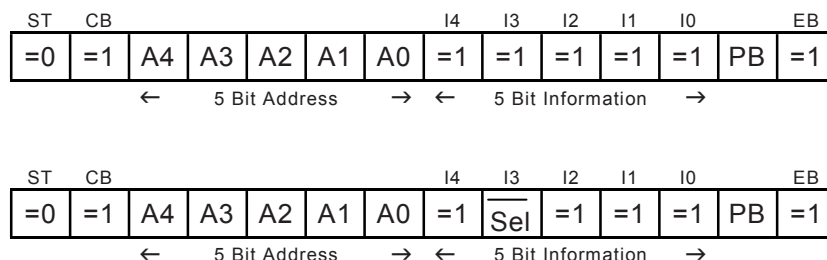 ST CB I4 I3 I2 I1 I0 EB
=0 =1 A4 A3 A2 A1 A0 =1 =1 =1 =1 =1 PB =1
← 5 Bit Address → ← 5 Bit Information →
ST CB I4 I3 I2 I1 I0 EB
=0 =1 A4 A3 A2 A1 A0 =1 S̅e̅l̅ =1 =1 =1 PB =1
← 5 Bit Address → ← 5 Bit Information →